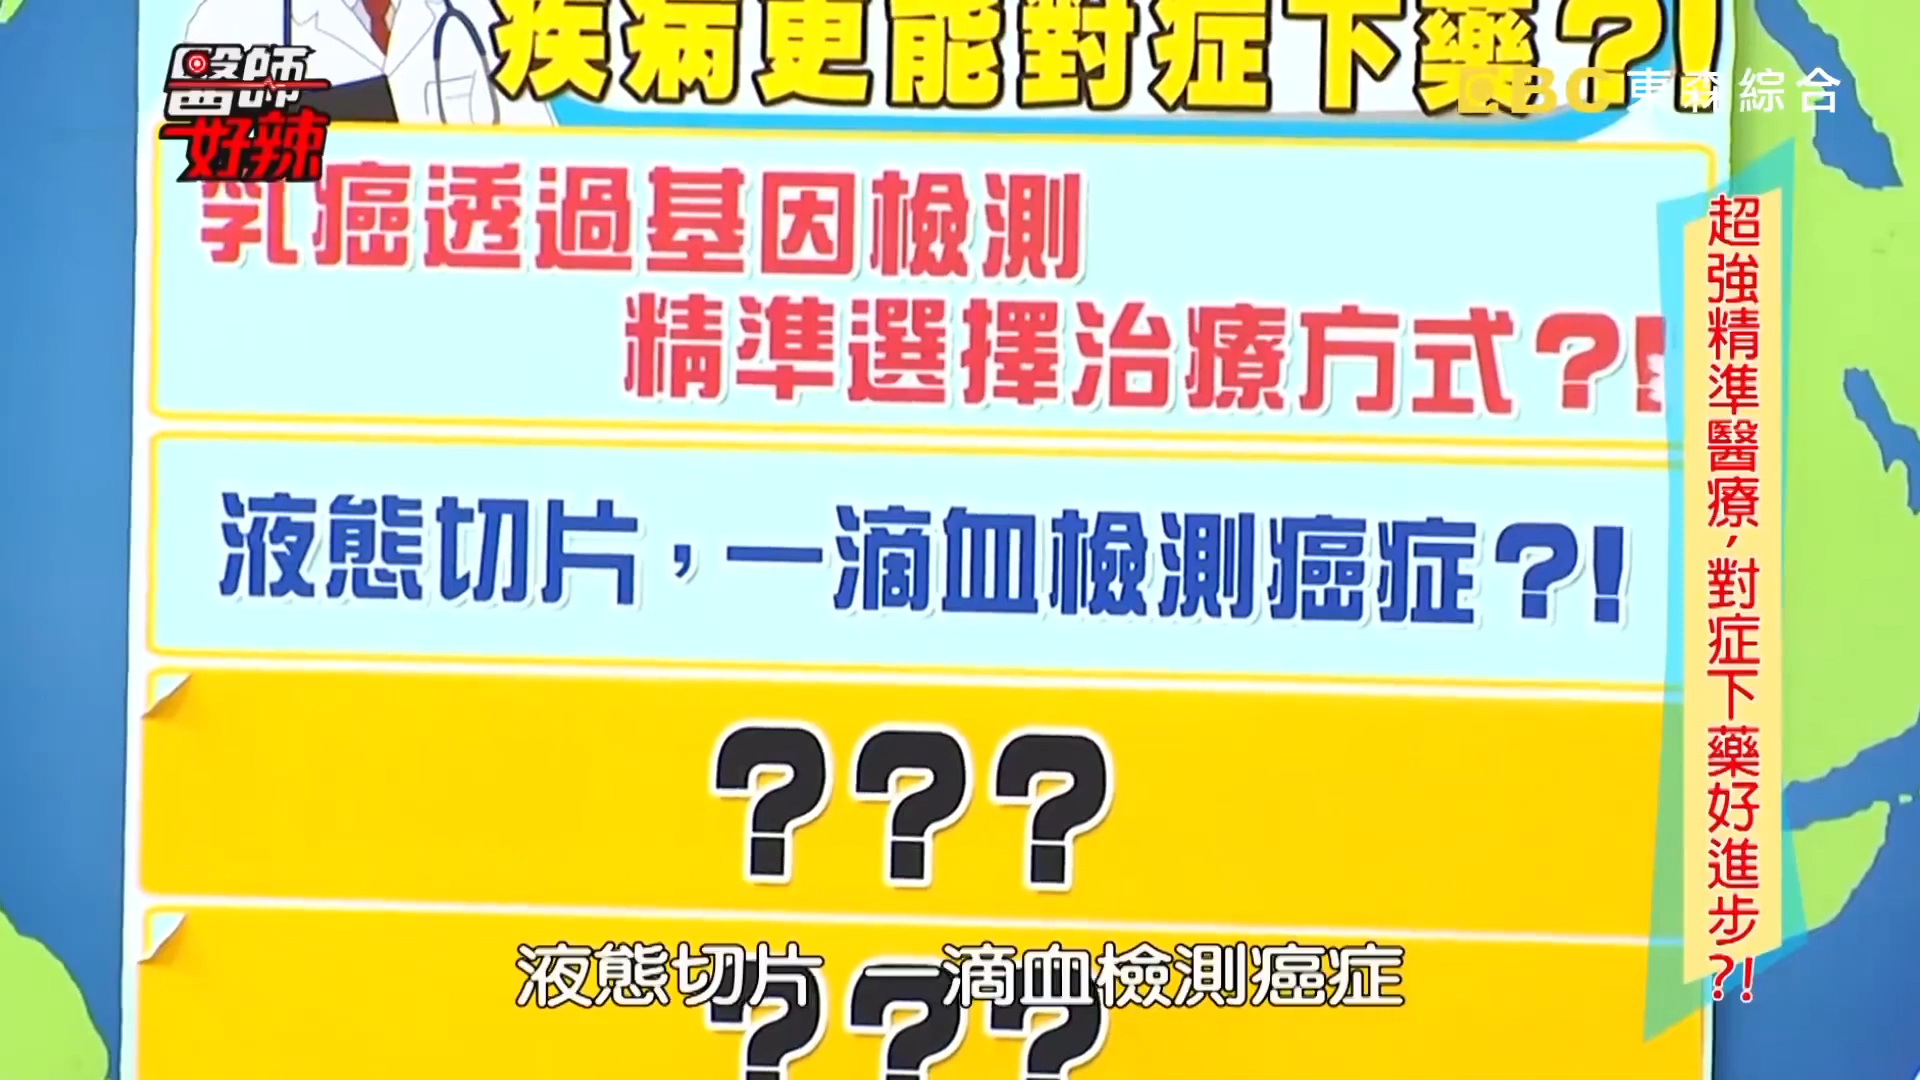 疾病更能對症下藥?!
醫師
好辣
EBC 東森綜合
乳癌透過基因檢測
精準選擇治療方式?!
液態切片,一滴血檢測癌症?!
???
???
液態切片 一滴血檢測癌症
超強精準醫療,對症下藥好進步?!